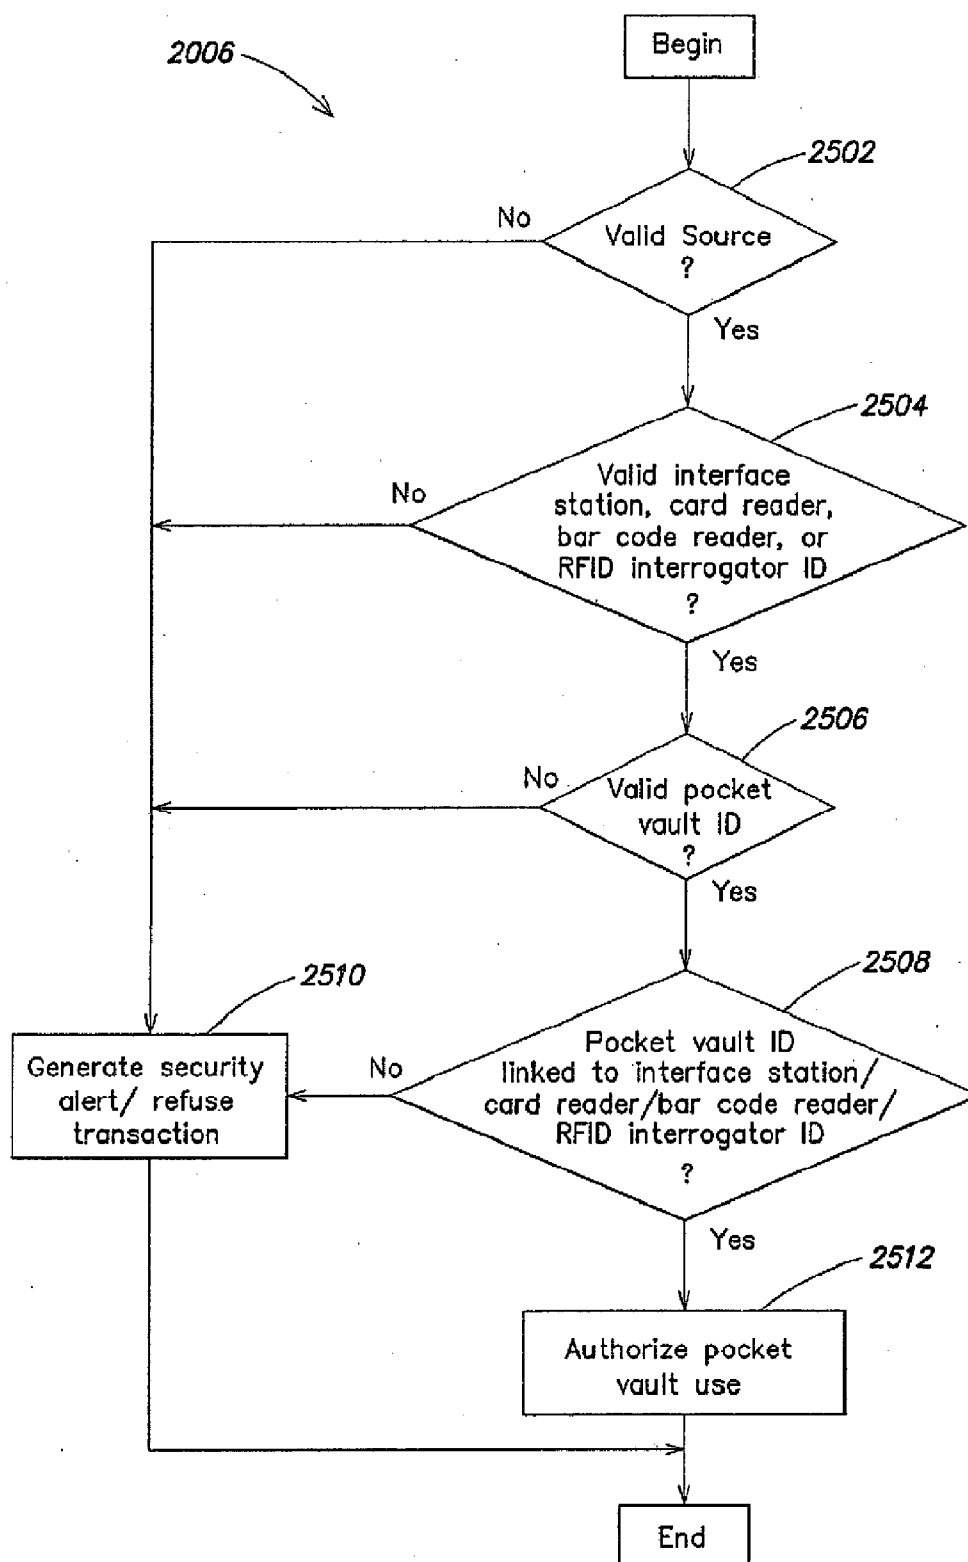 Begin
2006
2502
No
Valid Source
?
Yes
2504
No
Valid interface
station, card reader,
bar code reader, or
RFID interrogator ID
?
Yes
2506
No
Valid pocket
vault ID
?
Yes
2508
2510
Generate security
alert/ refuse
transaction
No
Pocket vault ID
linked to interface station/
card reader/bar code reader/
RFID interrogator ID
?
Yes
2512
Authorize pocket
vault use
End